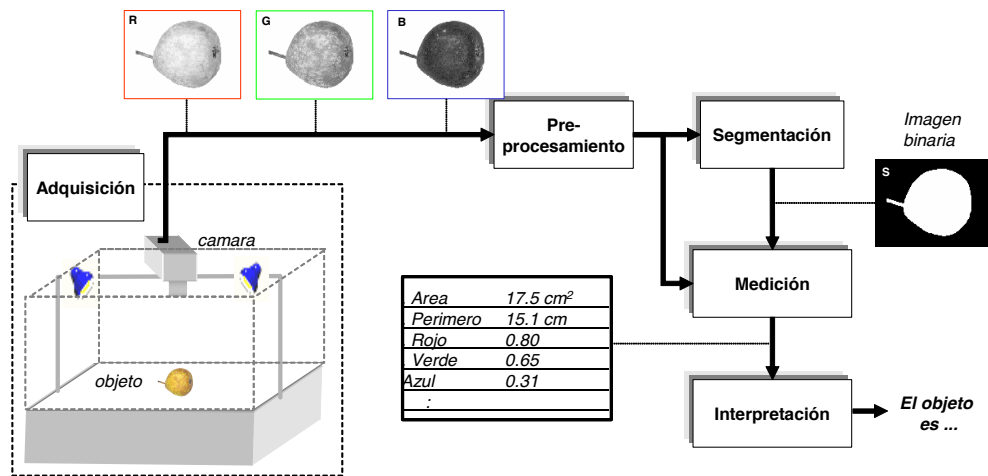 R
G
B
Pre-
procesamiento
Segmentación
Imagen
binaria
S
Adquisición
camara
objeto
Medición
Area 17.5 cm²
Perimero 15.1 cm
Rojo 0.80
Verde 0.65
Azul 0.31
:
Interpretación
El objeto
es ...